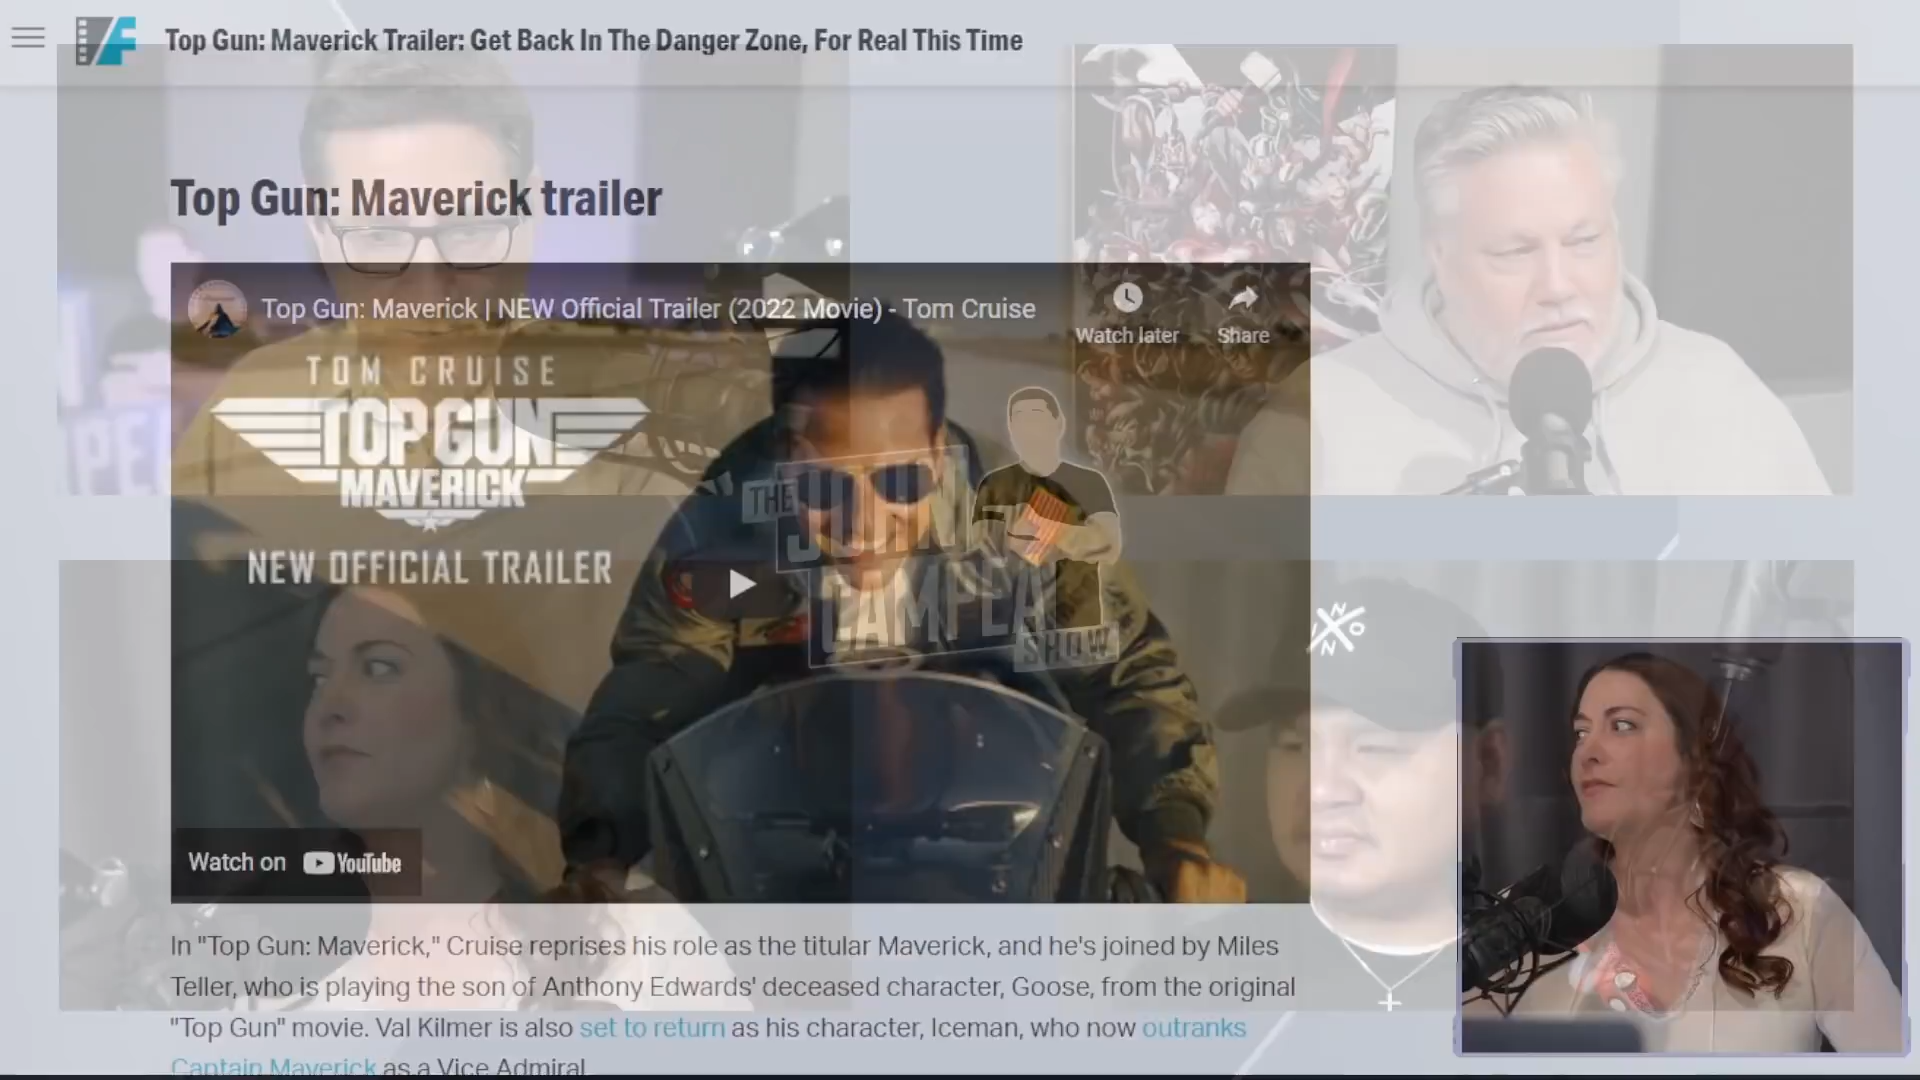 Top Gun: Maverick Trailer: Get Back In The Danger Zone, For Real This Time
Top Gun: Maverick trailer
Top Gun: Maverick | NEW Official Trailer (2022 Movie) - Tom Cruise
Watch later
Share
TOM CRUISE
TOP GUN
MAVERICK
NEW OFFICIAL TRAILER
THE
JOHN
CAMPEA
SHOW
Watch on YouTube
In "Top Gun: Maverick," Cruise reprises his role as the titular Maverick, and he's joined by Miles
Teller, who is playing the son of Anthony Edwards' deceased character, Goose, from the original
"Top Gun" movie. Val Kilmer is also set to return as his character, Iceman, who now outranks
Captain Maverick as a Vice Admiral